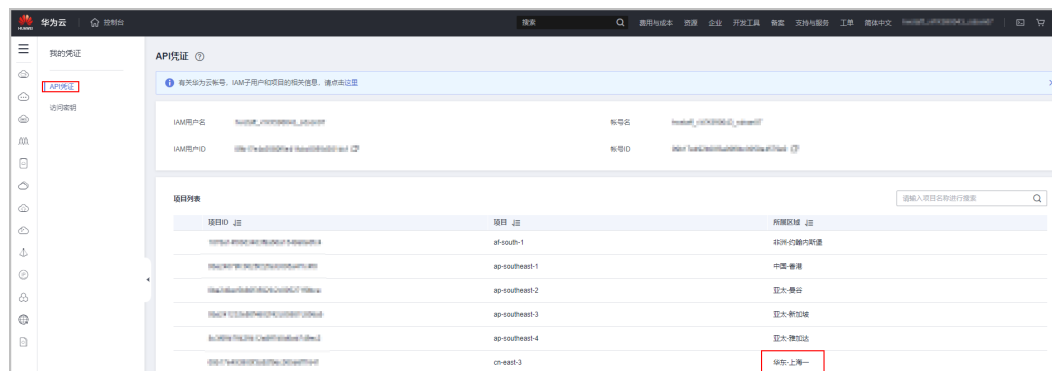 HUAWEI 华为云 控制台 搜索 费用与成本 资源 企业 开发工具 备案 支持与服务 工单 简体中文
我的凭证
API凭证
访问密钥
API凭证
有关华为云帐号、IAM子用户和项目的相关信息，请点击这里
IAM用户名 帐号名
IAM用户ID 帐号ID
项目列表 请输入项目名称进行搜索
项目ID 项目 所属区域
af-south-1 非洲-约翰内斯堡
ap-southeast-1 中国-香港
ap-southeast-2 亚太-曼谷
ap-southeast-3 亚太-新加坡
ap-southeast-4 亚太-雅加达
cn-east-3 华东-上海一